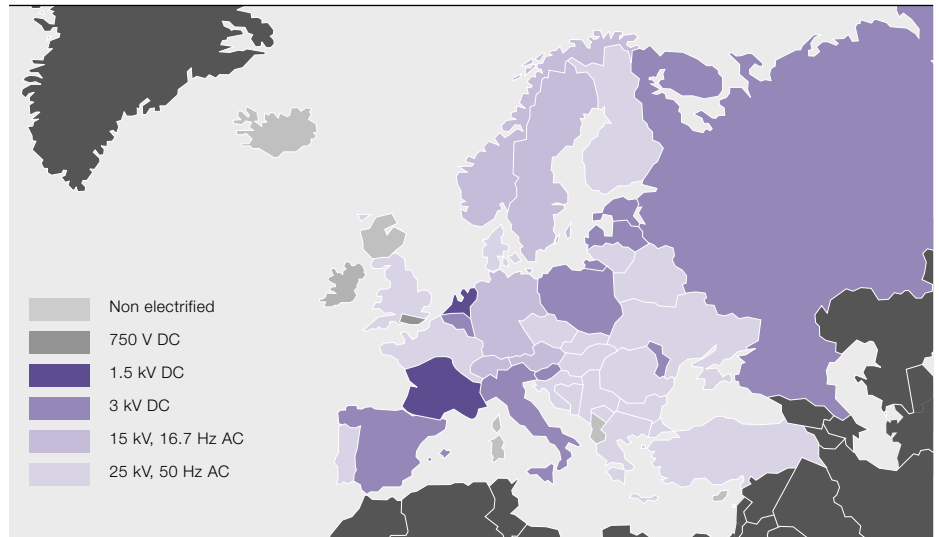 Non electrified
750 V DC
1.5 kV DC
3 kV DC
15 kV, 16.7 Hz AC
25 kV, 50 Hz AC